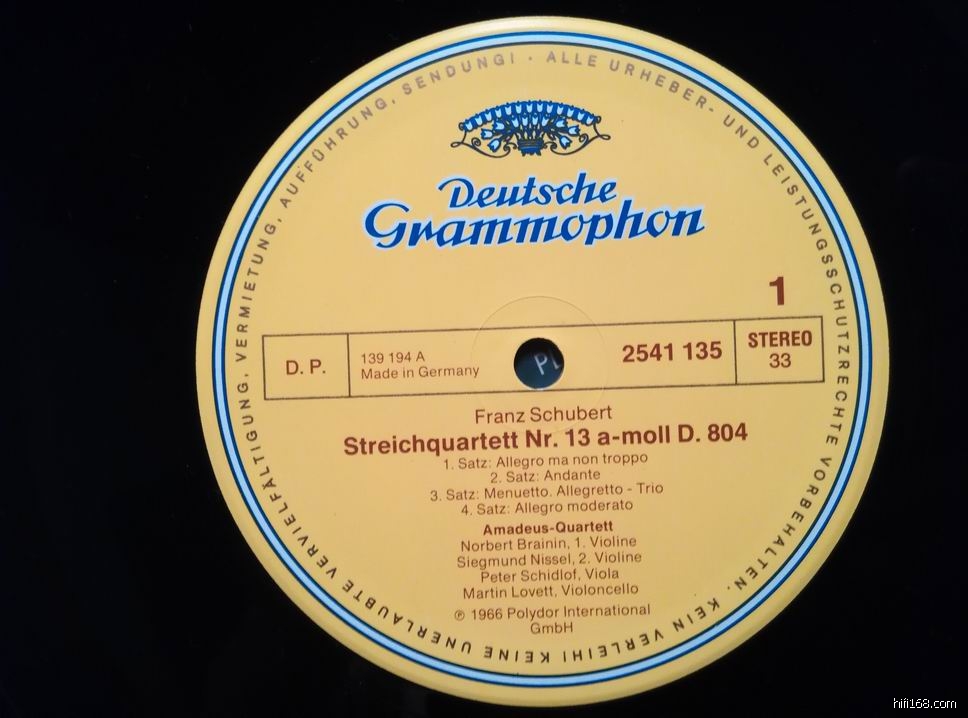 ALLE URHEBER- UND LEISTUNGSSCHUTZRECHTE VORBEHALTEN. KEIN VERLEIH! KEINE UNERLAUBTE VERVIELFÄLTIGUNG, VERMIETUNG, AUFFÜHRUNG, SENDUNG! ·
Deutsche
Grammophon
1
D. P.
139 194 A
Made in Germany
2541 135
STEREO
33
Franz Schubert
Streichquartett Nr. 13 a-moll D. 804
1. Satz: Allegro ma non troppo
2. Satz: Andante
3. Satz: Menuetto. Allegretto - Trio
4. Satz: Allegro moderato
Amadeus-Quartett
Norbert Brainin, 1. Violine
Siegmund Nissel, 2. Violine
Peter Schidlof, Viola
Martin Lovett, Violoncello
℗ 1966 Polydor International
GmbH
hifi168.com